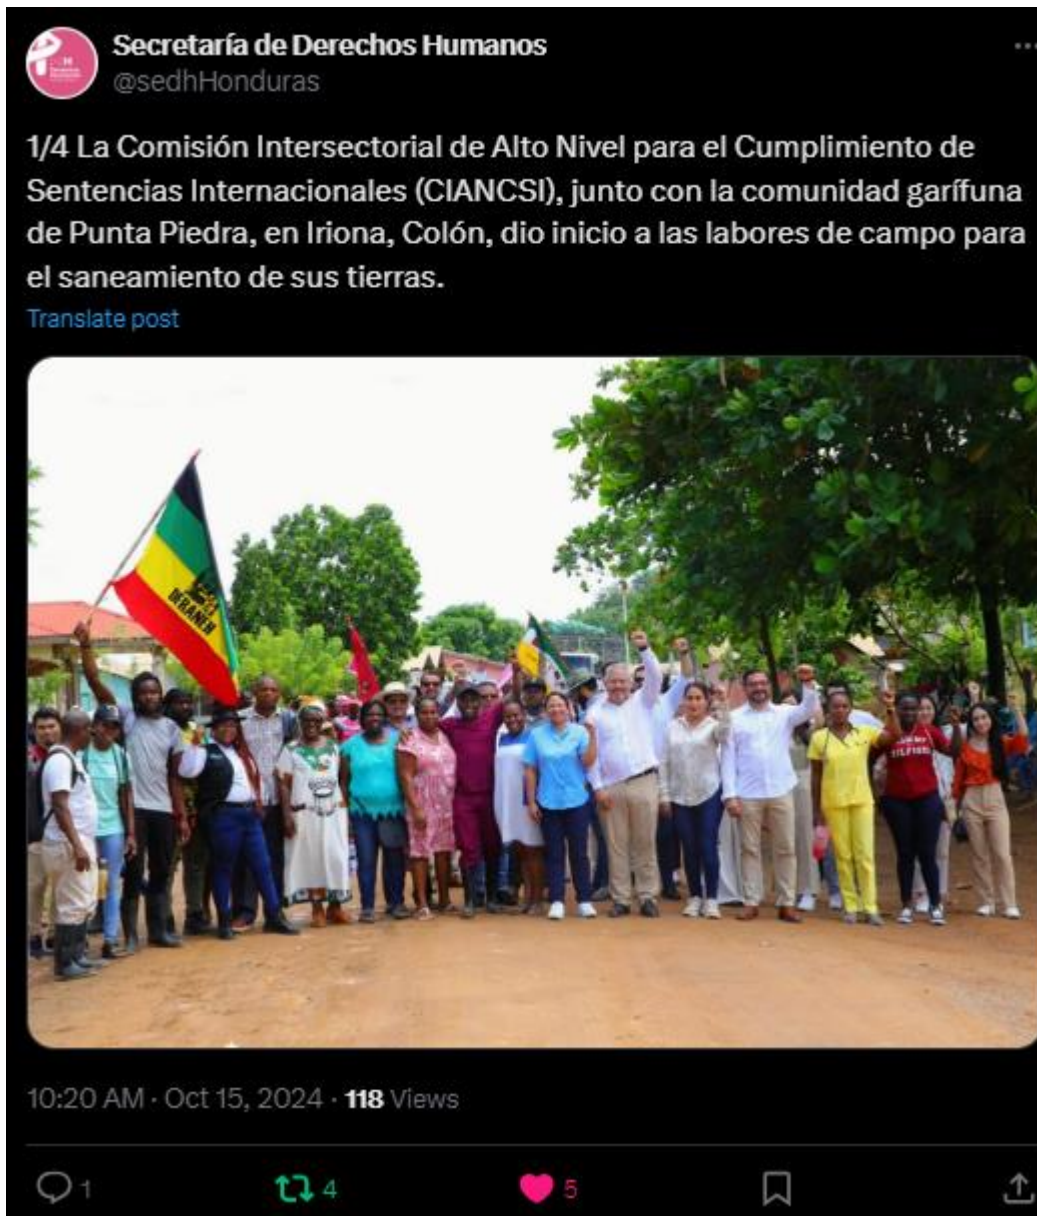 Secretaría de Derechos Humanos
@sedhHonduras
1/4 La Comisión Intersectorial de Alto Nivel para el Cumplimiento de
Sentencias Internacionales (CIANCSI), junto con la comunidad garífuna
de Punta Piedra, en Iriona, Colón, dio inicio a las labores de campo para
el saneamiento de sus tierras.
Translate post
10:20 AM · Oct 15, 2024 · 118 Views
1 4 5